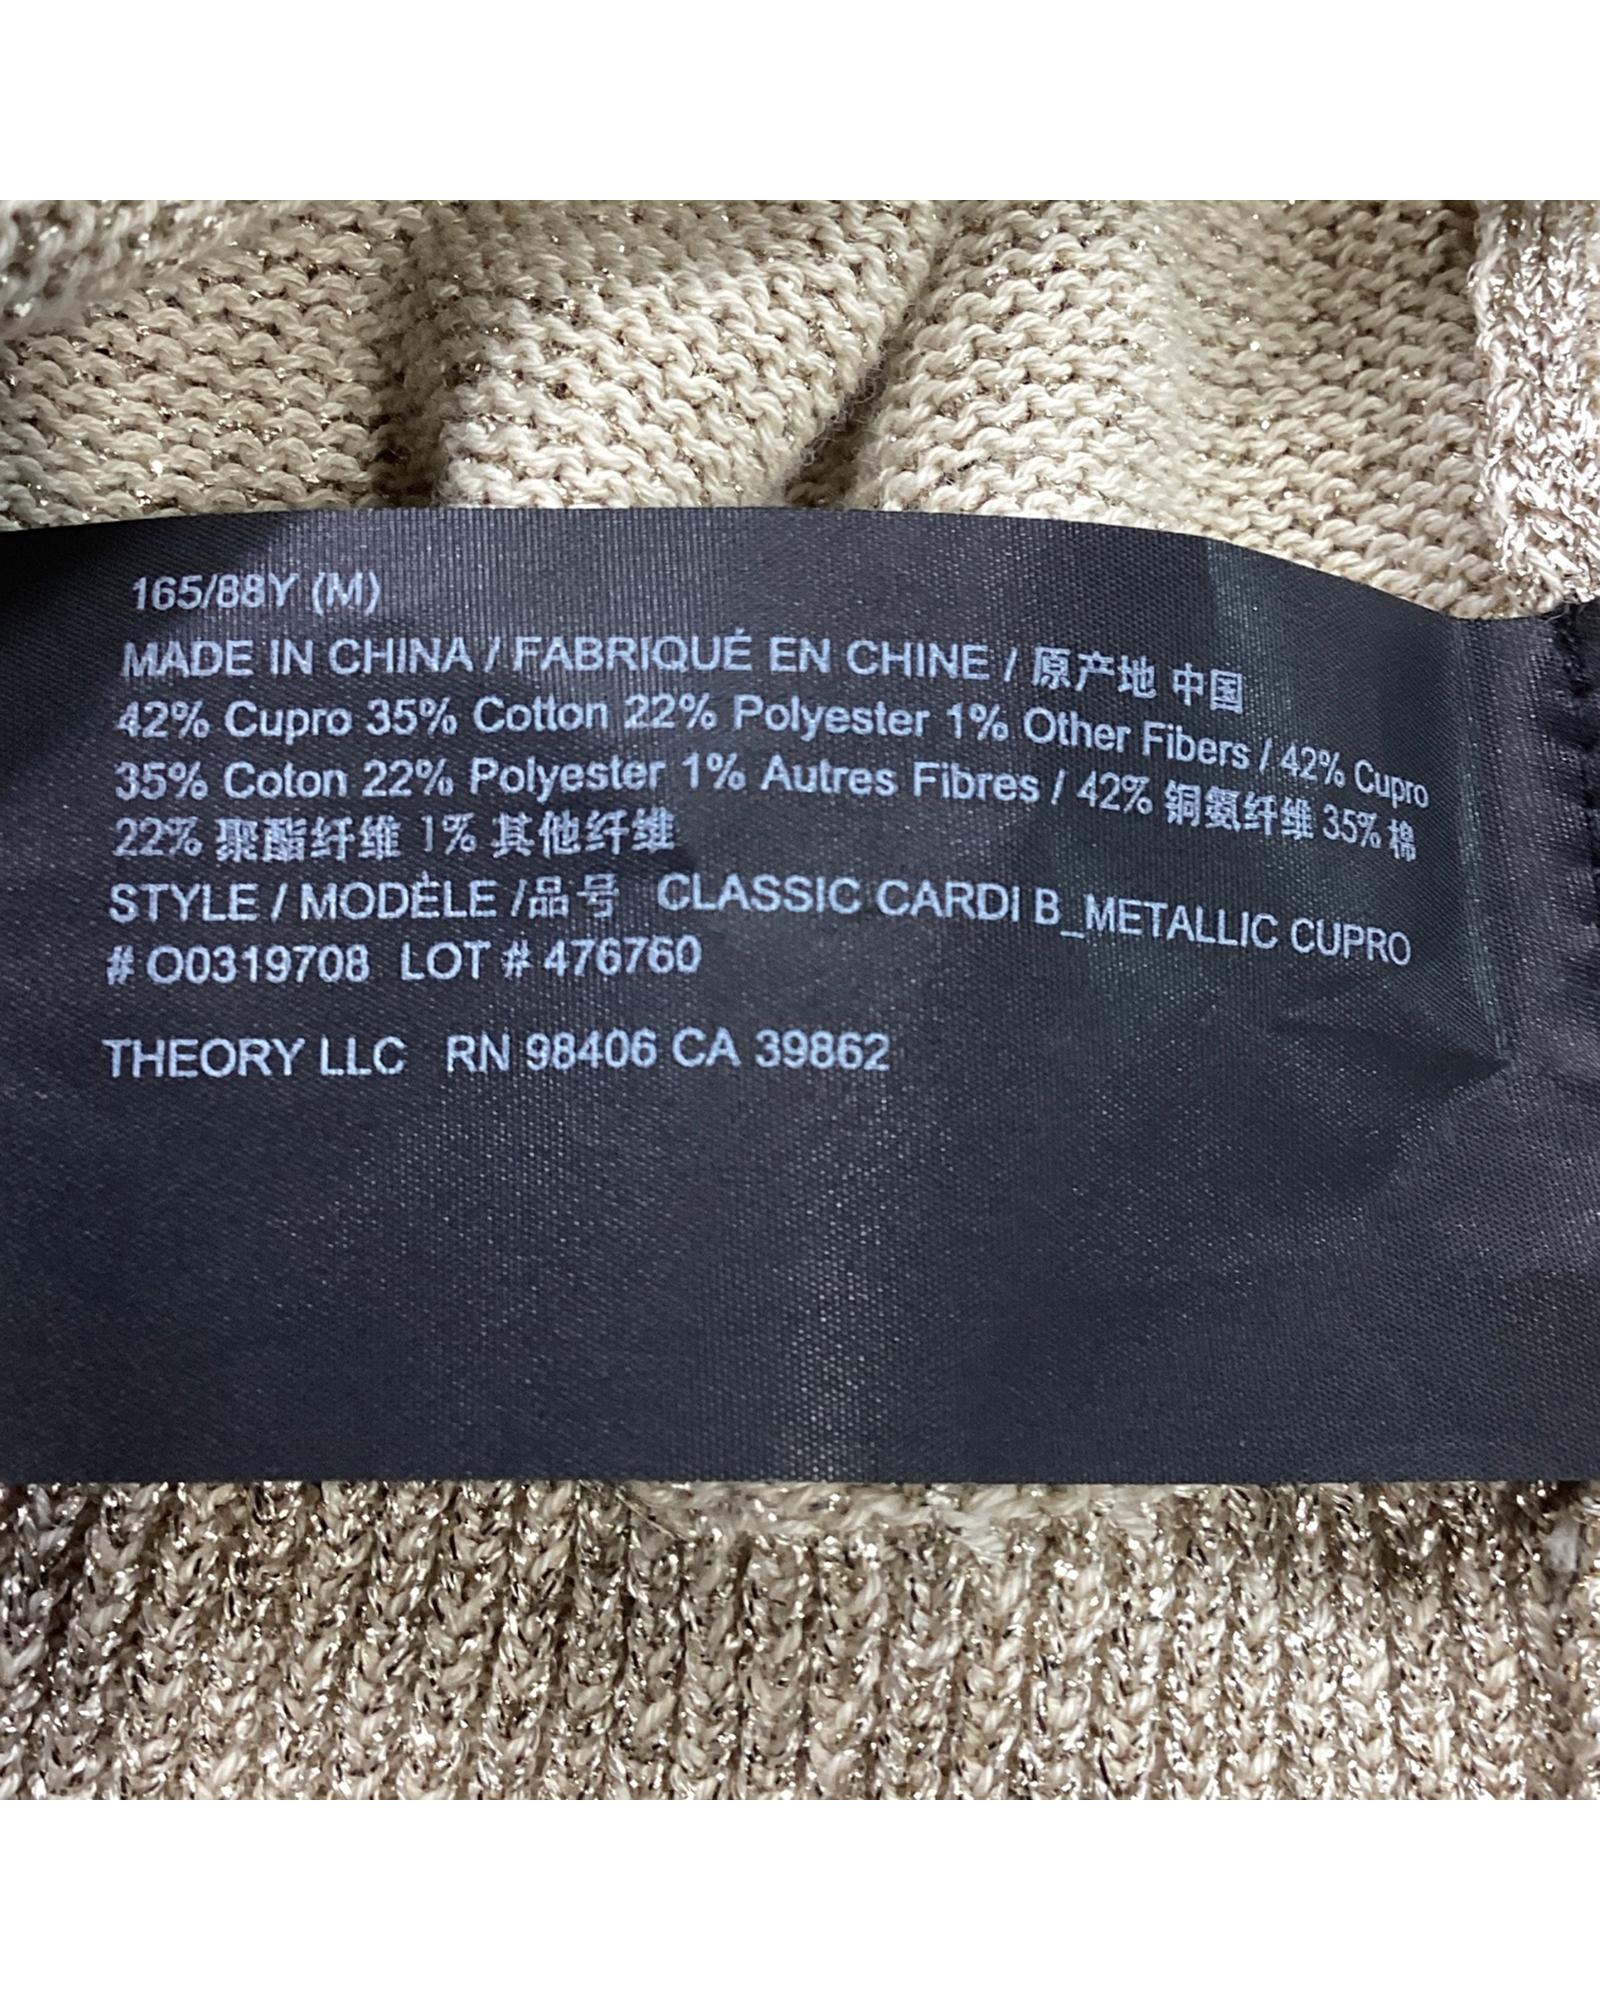 165/88Y (M)
MADE IN CHINA / FABRIQUÉ EN CHINE / 原产地 中国
42% Cupro 35% Cotton 22% Polyester 1% Other Fibers / 42% Cupro
35% Coton 22% Polyester 1% Autres Fibres / 42% 铜氨纤维 35% 棉
22% 聚酯纤维 1% 其他纤维
STYLE / MODÈLE /品号 CLASSIC CARDI B_METALLIC CUPRO
# O0319708 LOT # 476760
THEORY LLC RN 98406 CA 39862